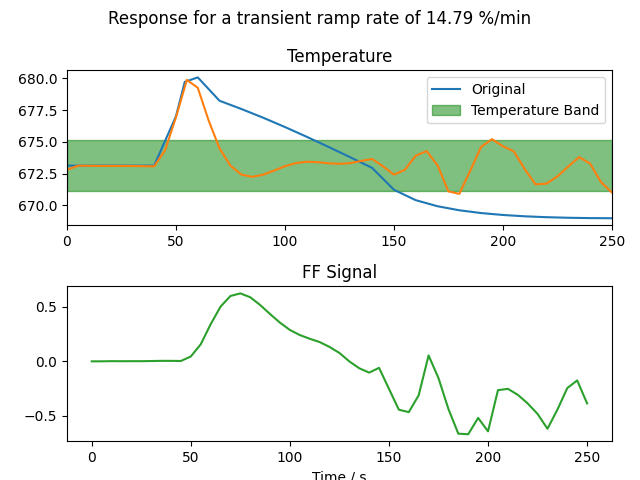 Response for a transient ramp rate of 14.79 %/min
Temperature
680.0
677.5
675.0
672.5
670.0
Original
Temperature Band
0 50 100 150 200 250
FF Signal
0.5
0.0
−0.5
0 50 100 150 200 250
Time / s